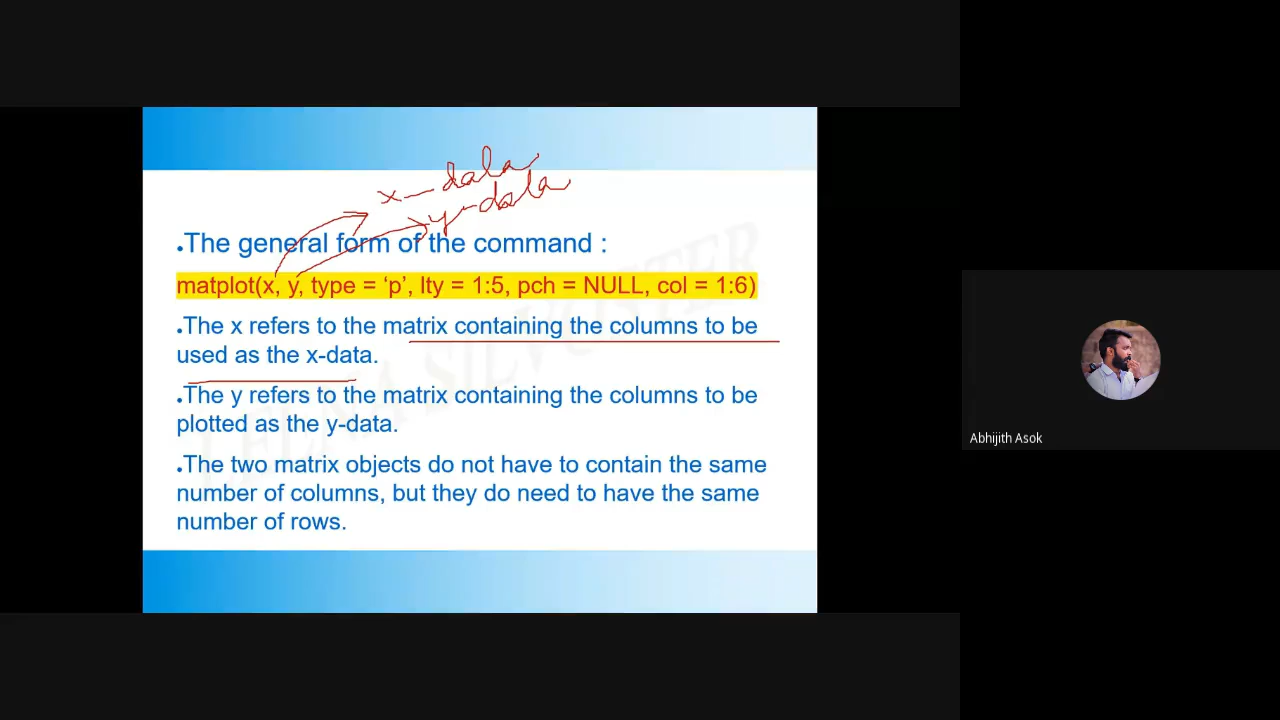 x-data
y-data
•The general form of the command :
matplot(x, y, type = ‘p’, lty = 1:5, pch = NULL, col = 1:6)
•The x refers to the matrix containing the columns to be
used as the x-data.
•The y refers to the matrix containing the columns to be
plotted as the y-data.
•The two matrix objects do not have to contain the same
number of columns, but they do need to have the same
number of rows.
Abhijith Asok